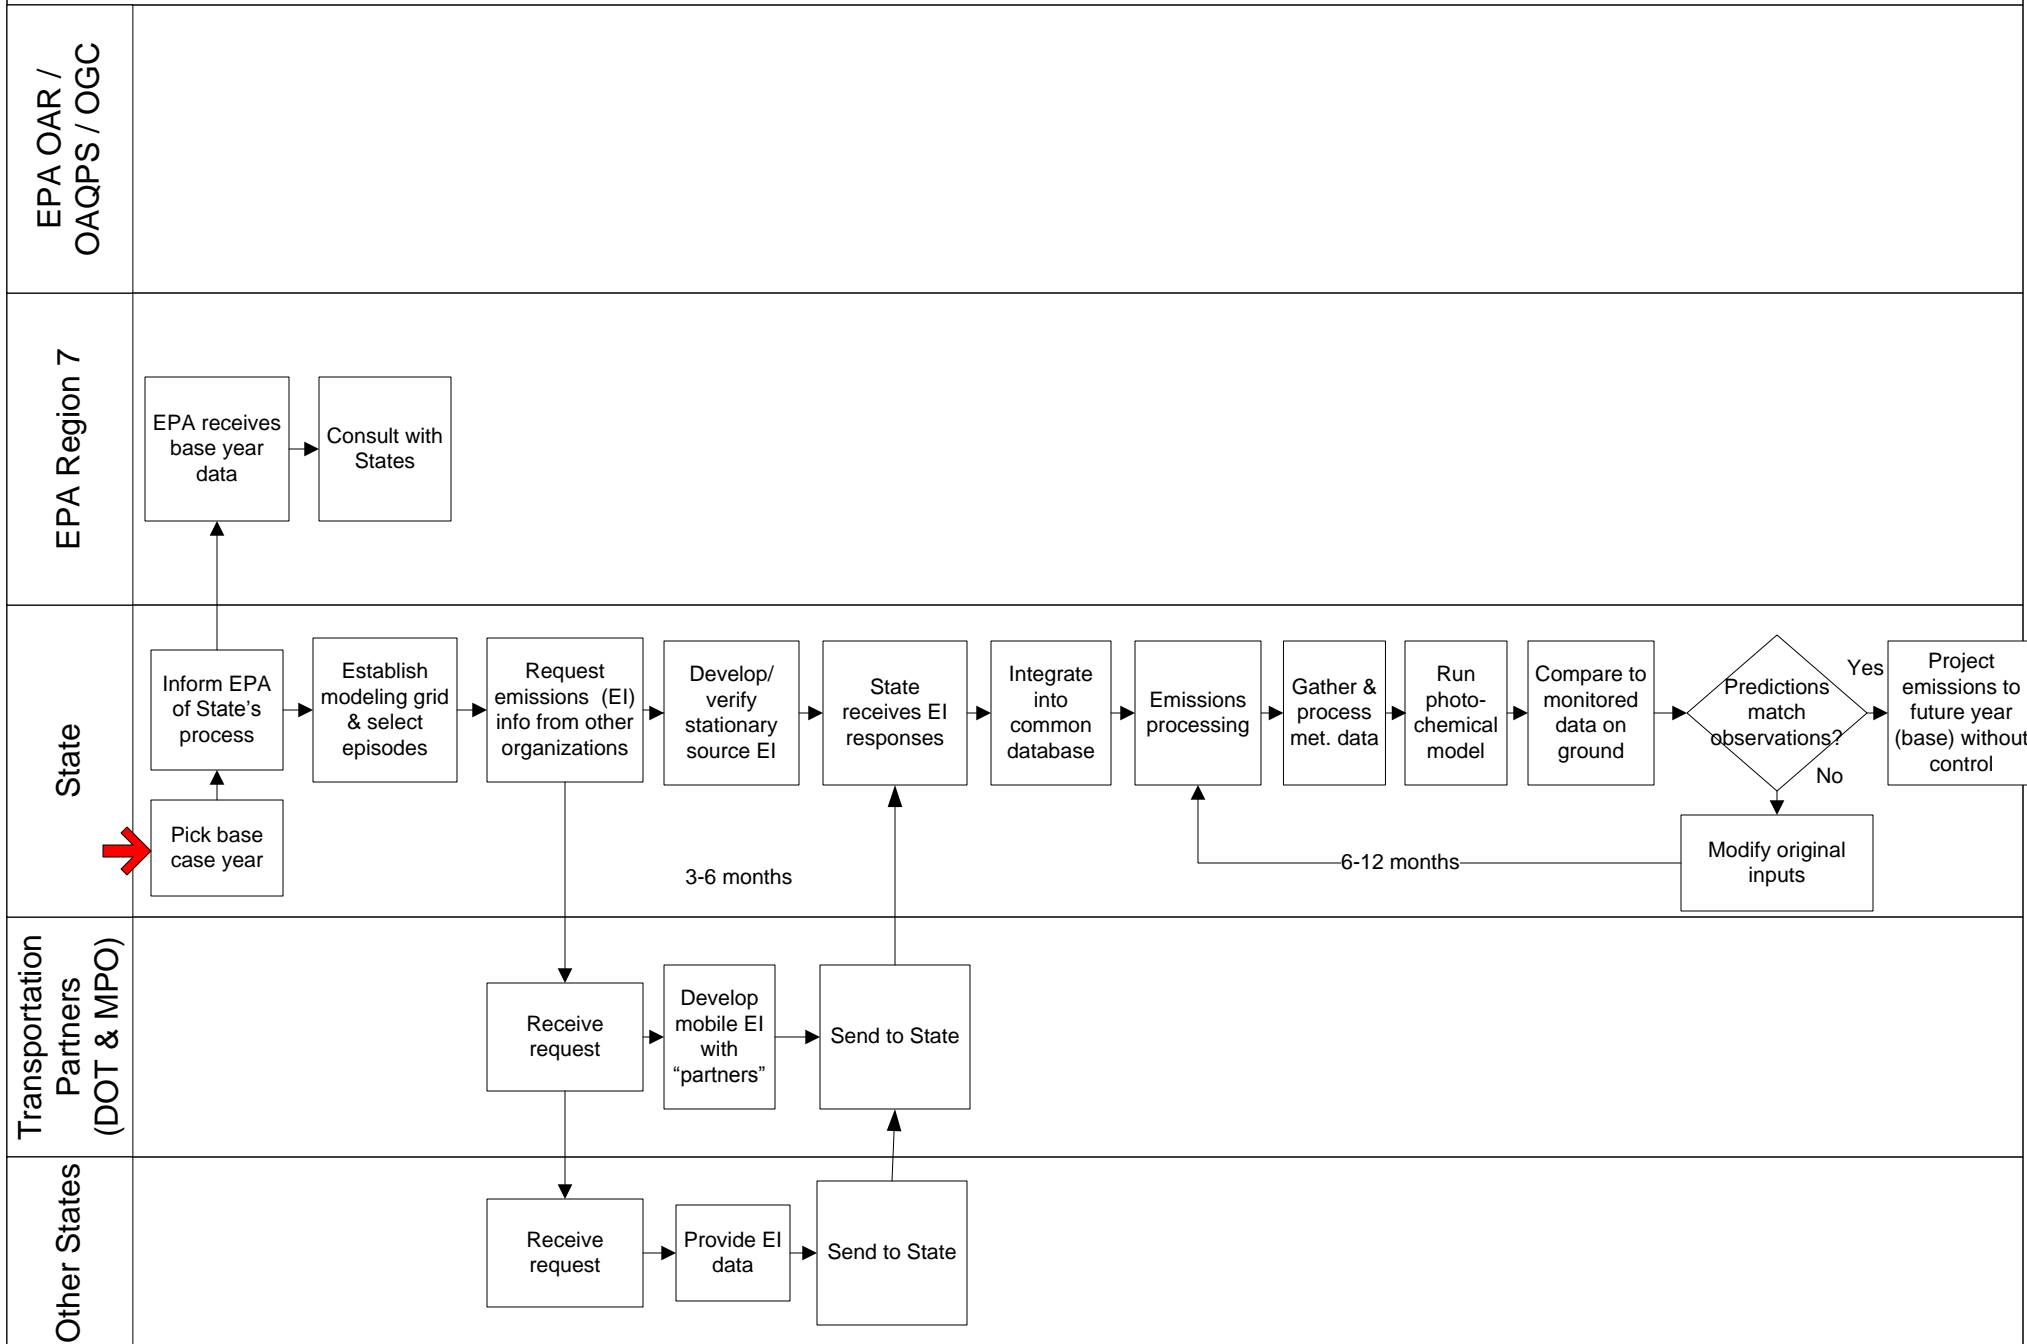 EPA OAR /
OAQPS / OGC
EPA Region 7
EPA receives
base year
data
Consult with
States
State
Inform EPA
of State’s
process
Establish
modeling grid
& select
episodes
Request
emissions (EI)
info from other
organizations
Develop/
verify
stationary
source EI
State
receives EI
responses
Integrate
into
common
database
Emissions
processing
Gather &
process
met. data
Run
photo-
chemical
model
Compare to
monitored
data on
ground
Predictions
match
observations?
Yes
No
Project
emissions to
future year
(base) without
control
Pick base
case year
3-6 months
6-12 months
Modify original
inputs
Transportation
Partners
(DOT & MPO)
Receive
request
Develop
mobile EI
with
“partners”
Send to State
Other States
Receive
request
Provide EI
data
Send to State